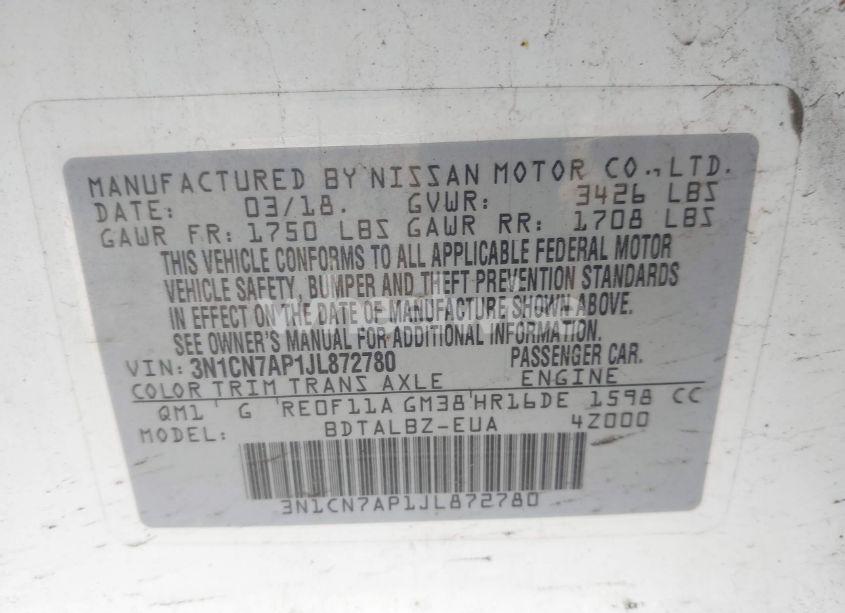 MANUFACTURED BY NISSAN MOTOR CO., LTD.
DATE: 03/18. GVWR: 3426 LBS
GAWR FR: 1750 LBS GAWR RR: 1708 LBS
THIS VEHICLE CONFORMS TO ALL APPLICABLE FEDERAL MOTOR
VEHICLE SAFETY, BUMPER AND THEFT PREVENTION STANDARDS
IN EFFECT ON THE DATE OF MANUFACTURE SHOWN ABOVE.
SEE OWNER'S MANUAL FOR ADDITIONAL INFORMATION.
VIN: 3N1CN7AP1JL872780 PASSENGER CAR.
COLOR TRIM TRANS AXLE ENGINE
QM1 G RE0F11A GM38 HR16DE 1598 CC
MODEL: BDTALBZ-EUA 4Z000
3N1CN7AP1JL872780